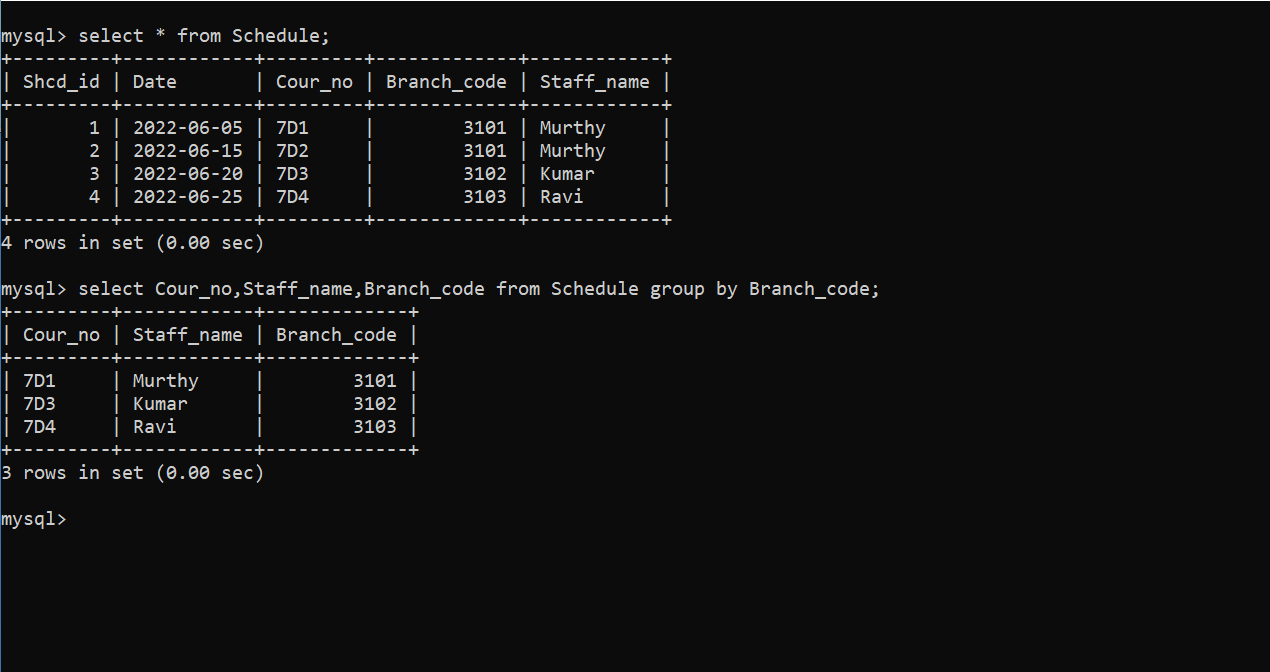 mysql> select * from Schedule;
+---------+------------+---------+-------------+------------+
| Shcd_id | Date       | Cour_no | Branch_code | Staff_name |
+---------+------------+---------+-------------+------------+
|       1 | 2022-06-05 | 7D1     |        3101 | Murthy     |
|       2 | 2022-06-15 | 7D2     |        3101 | Murthy     |
|       3 | 2022-06-20 | 7D3     |        3102 | Kumar      |
|       4 | 2022-06-25 | 7D4     |        3103 | Ravi       |
+---------+------------+---------+-------------+------------+
4 rows in set (0.00 sec)
mysql> select Cour_no,Staff_name,Branch_code from Schedule group by Branch_code;
+---------+------------+-------------+
| Cour_no | Staff_name | Branch_code |
+---------+------------+-------------+
| 7D1     | Murthy     |        3101 |
| 7D3     | Kumar      |        3102 |
| 7D4     | Ravi       |        3103 |
+---------+------------+-------------+
3 rows in set (0.00 sec)
mysql>